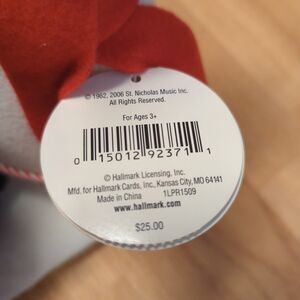 © 1962, 2006 St. Nicholas Music Inc.
All Rights Reserved.
For Ages 3+
0 15012 92371 1
© Hallmark Licensing, Inc.
Mfd. for Hallmark Cards, Inc., Kansas City, MO 64141
Made in China 1LPR1509
www.hallmark.com
$25.00